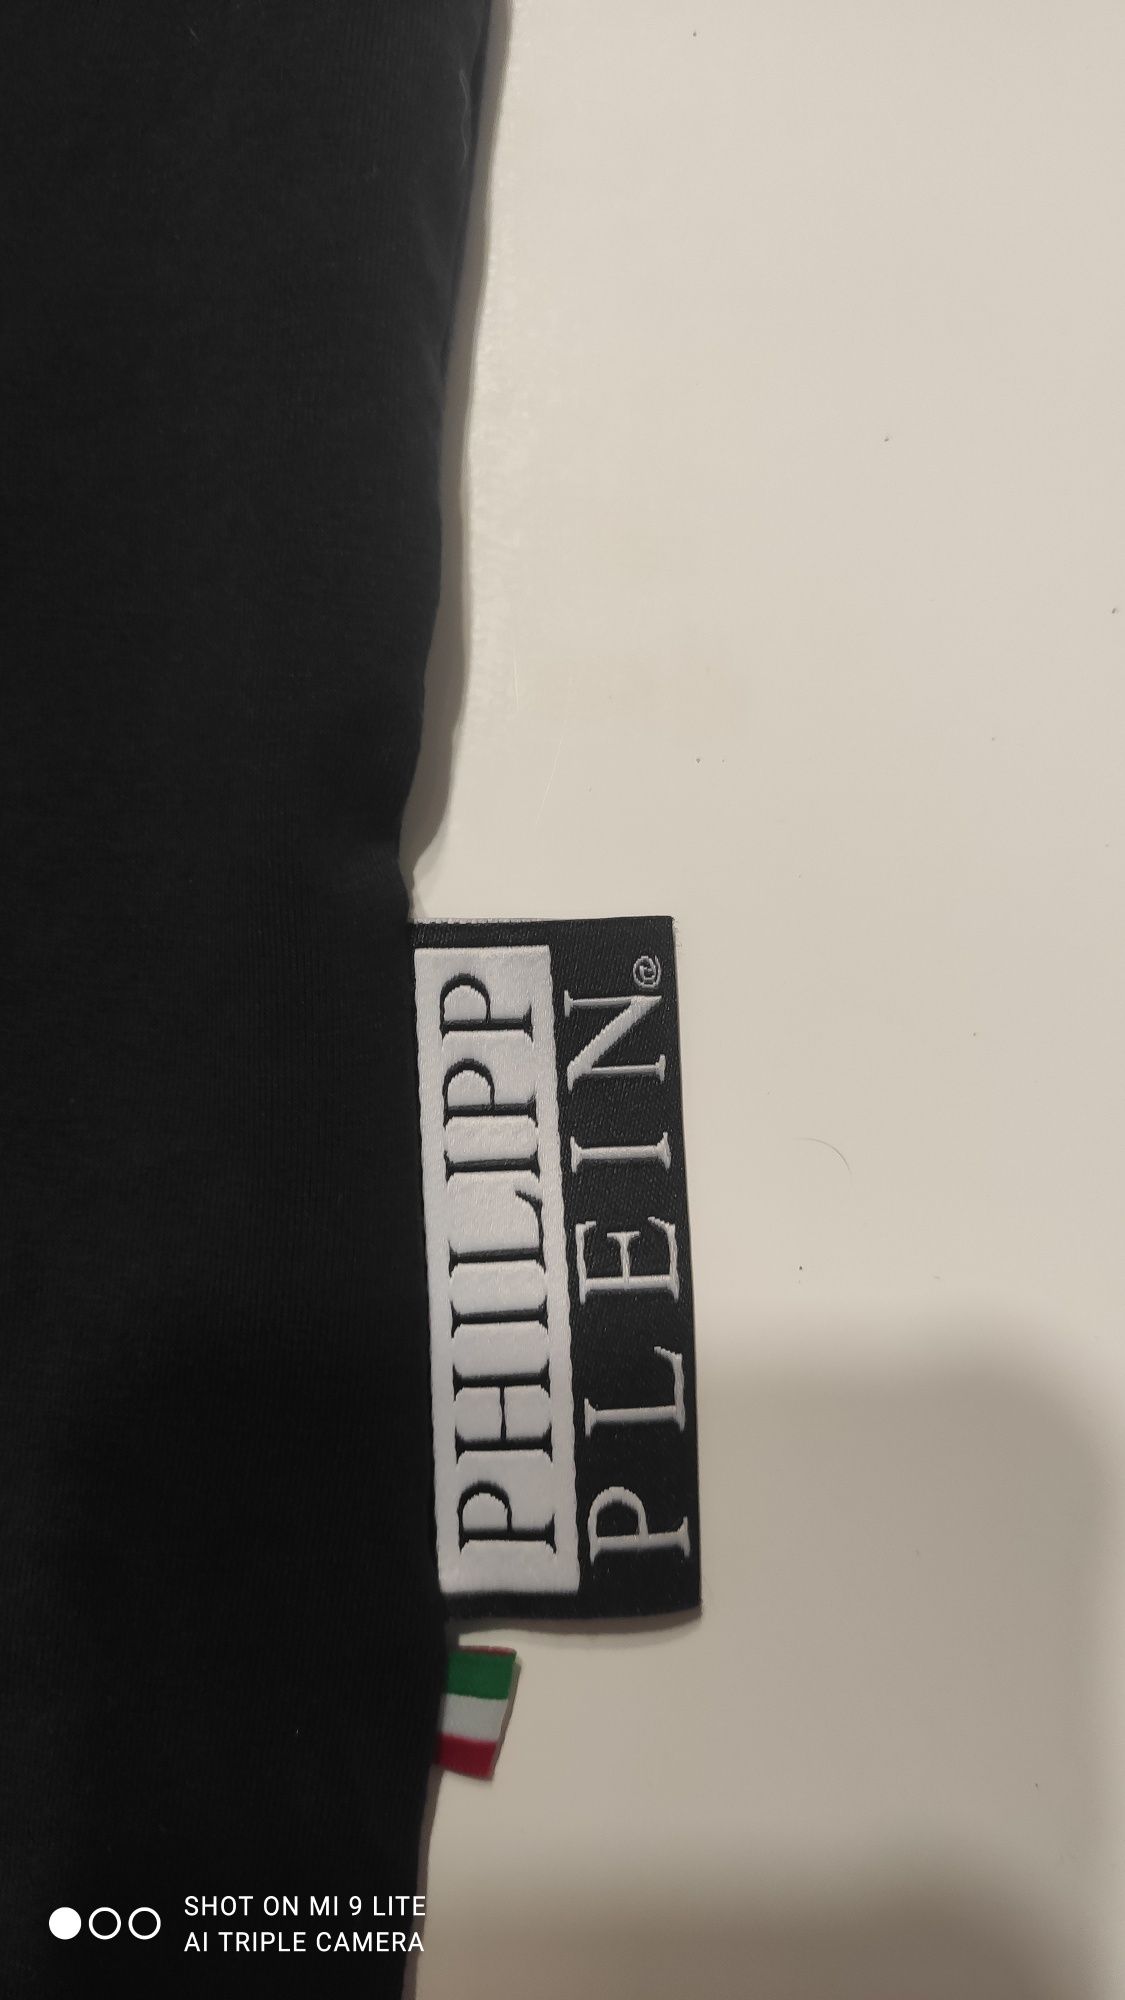 PHILIPP
PLEIN®
SHOT ON MI 9 LITE
AI TRIPLE CAMERA